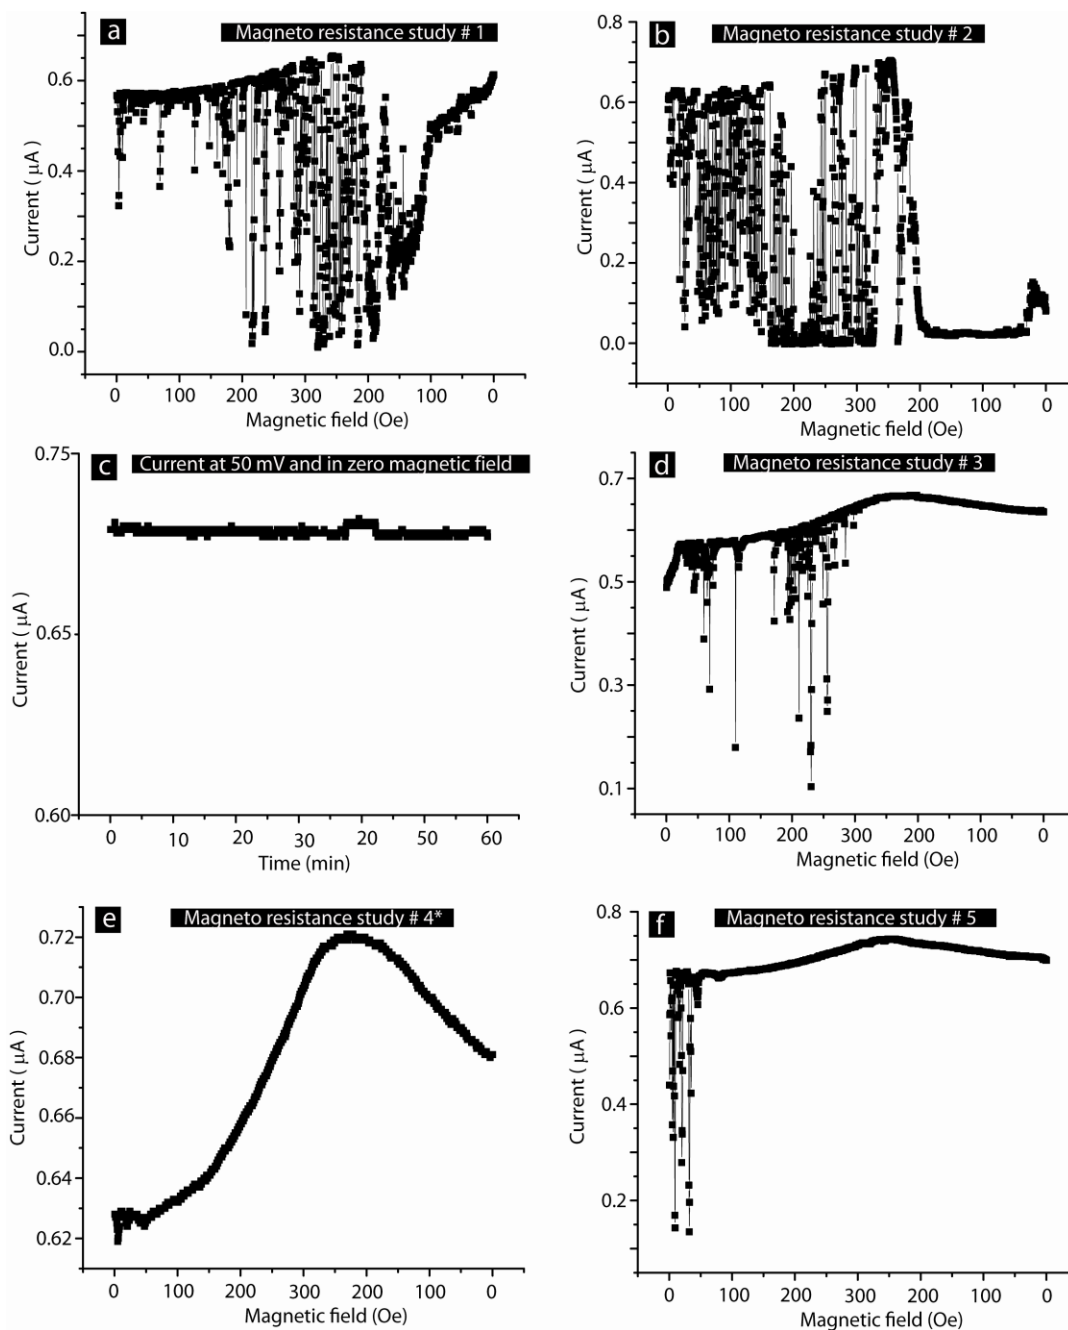 a
Magneto resistance study # 1
Current ( μA )
0.6
0.4
0.2
0.0
0 100 200 300 200 100 0
Magnetic field (Oe)
b
Magneto resistance study # 2
Current ( μA )
0.8
0.6
0.4
0.2
0.0
0 100 200 300 200 100 0
Magnetic field (Oe)
c
Current at 50 mV and in zero magnetic field
Current ( μA )
0.75
0.65
0.60
0 10 20 30 20 50 60
Time (min)
d
Magneto resistance study # 3
Current ( μA )
0.7
0.5
0.3
0.1
0 100 200 300 200 100 0
Magnetic field (Oe)
e
Magneto resistance study # 4*
Current ( μA )
0.72
0.70
0.68
0.66
0.64
0.62
0 100 200 300 200 100 0
Magnetic field (Oe)
f
Magneto resistance study # 5
Current ( μA )
0.8
0.6
0.4
0.2
0 100 200 300 200 100 0
Magnetic field (Oe)